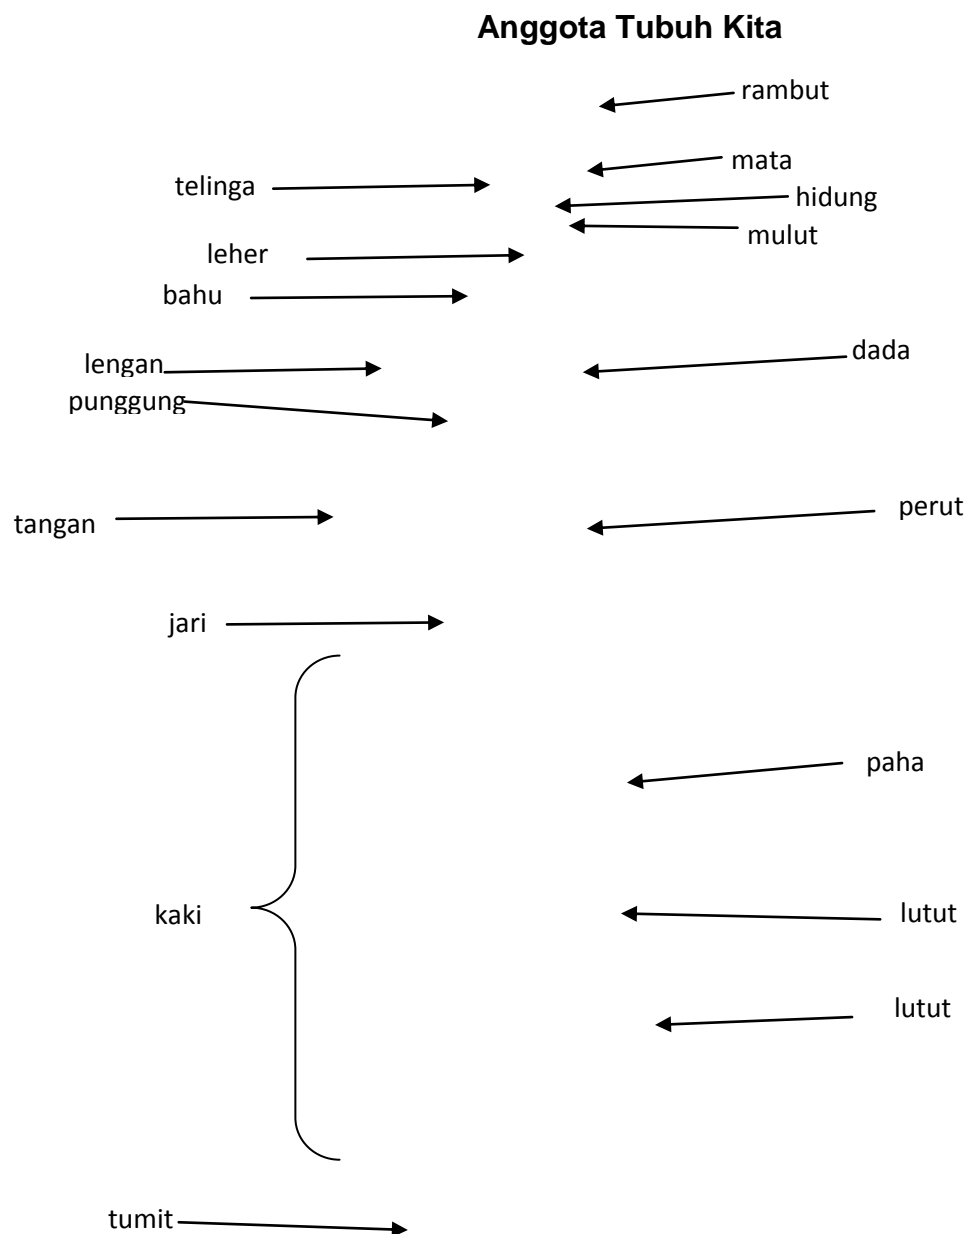 Anggota Tubuh Kita
rambut
mata
telinga
hidung
mulut
leher
bahu
dada
lengan
punggung
perut
tangan
jari
paha
kaki
lutut
lutut
tumit